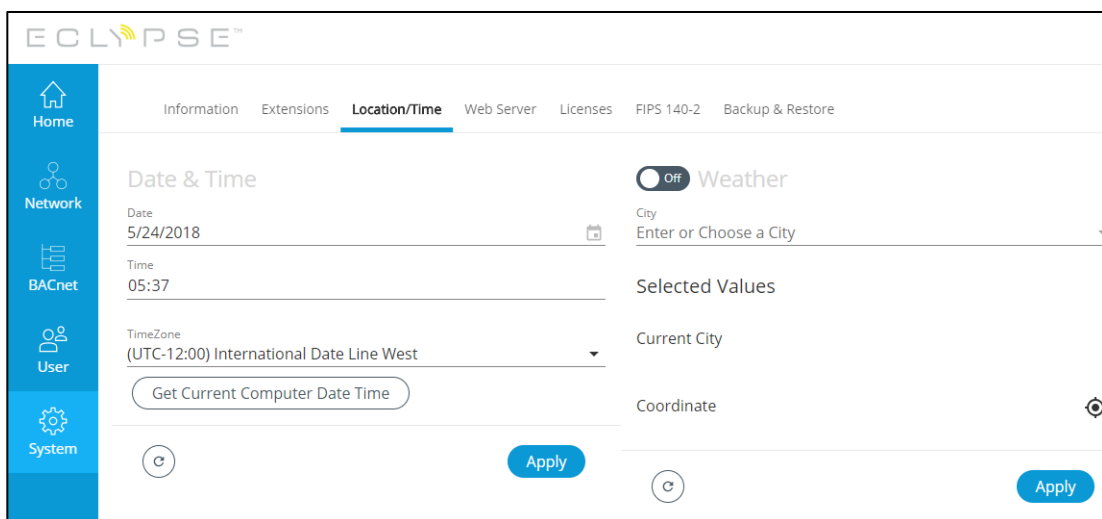 ECLYPSE™
Home
Network
BACnet
User
System
Information Extensions Location/Time Web Server Licenses FIPS 140-2 Backup & Restore
Date & Time
Date
5/24/2018
Time
05:37
TimeZone
(UTC-12:00) International Date Line West
Get Current Computer Date Time
Apply
Off Weather
City
Enter or Choose a City
Selected Values
Current City
Coordinate
Apply